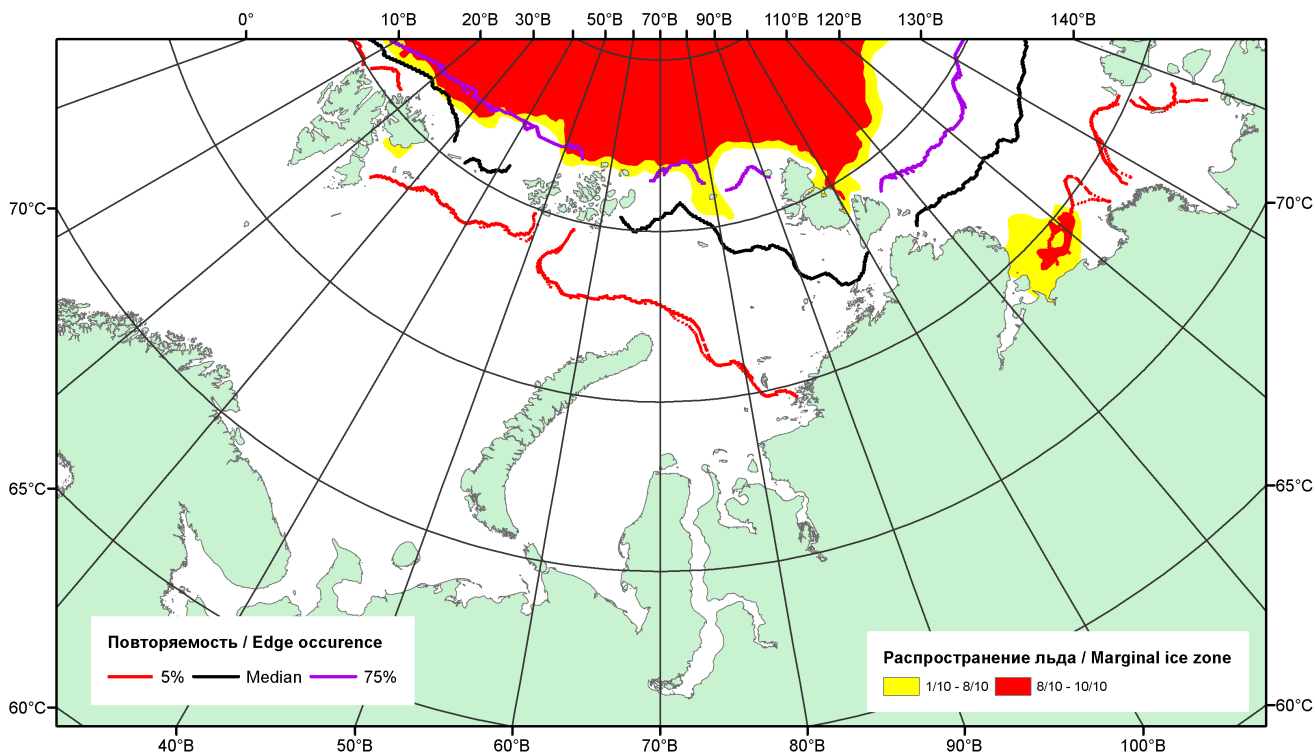 0° 10°В 20°В 30°В 40°В 50°В 70°В 90°В 110°В 120°В 130°В 140°В
70°С 70°С
65°С 65°С
Повторяемость / Edge occurence
5% Median 75%
Распространение льда / Marginal ice zone
1/10 - 8/10 8/10 - 10/10
60°С 60°С
40°В 50°В 60°В 70°В 80°В 90°В 100°В